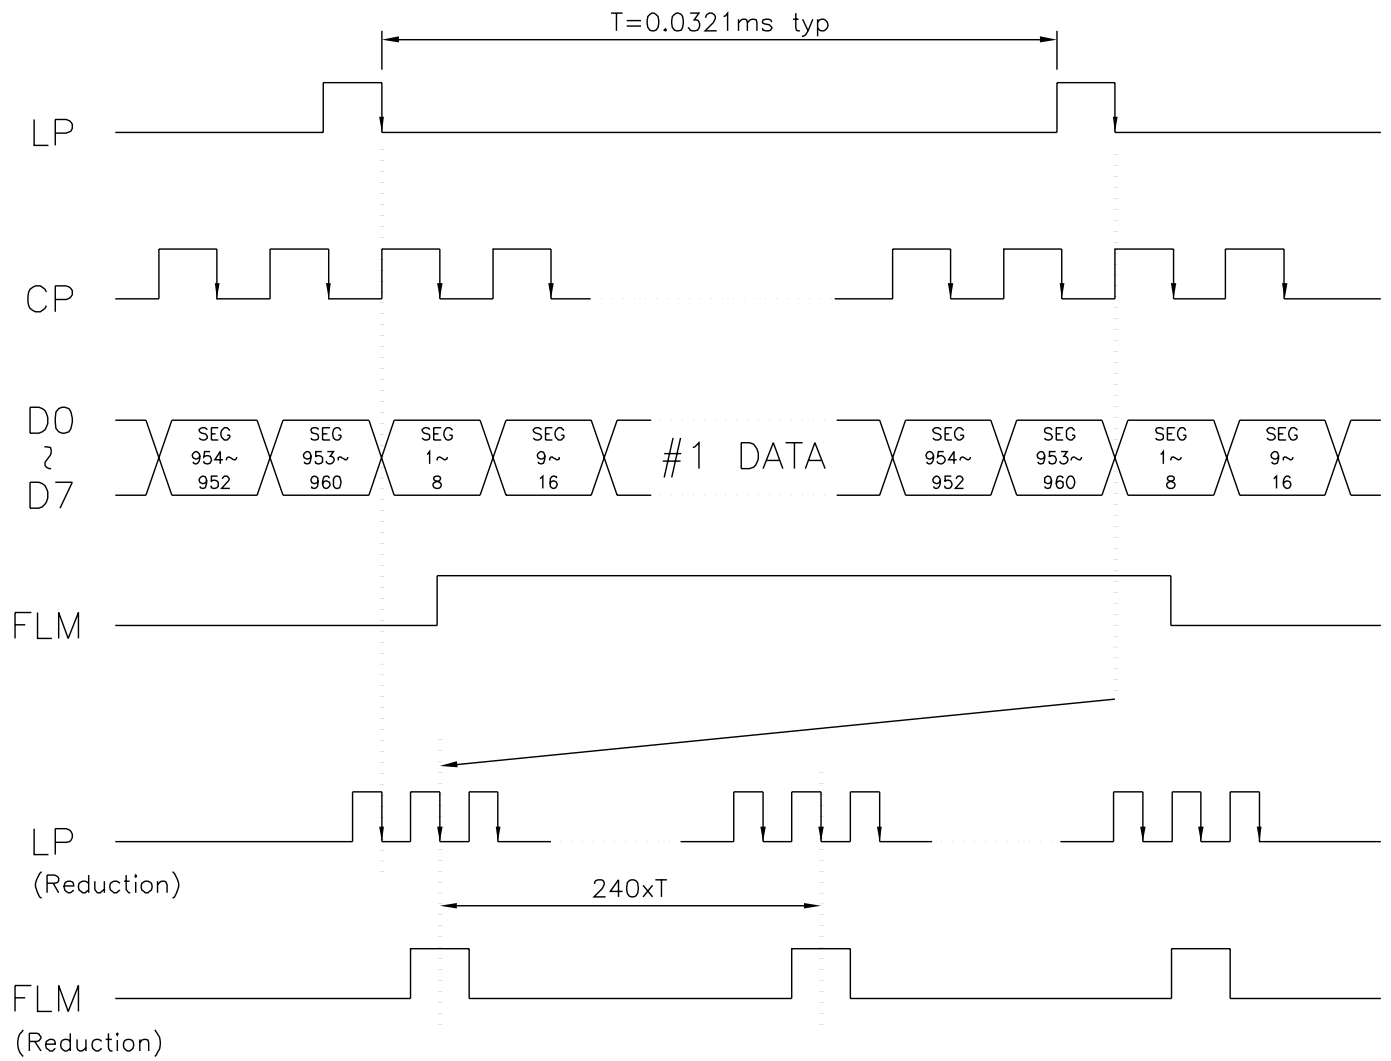 T=0.0321ms typ
LP
CP
D0
~
D7
SEG
954~
952
SEG
953~
960
SEG
1~
8
SEG
9~
16
#1 DATA
SEG
954~
952
SEG
953~
960
SEG
1~
8
SEG
9~
16
FLM
LP
(Reduction)
240xT
FLM
(Reduction)